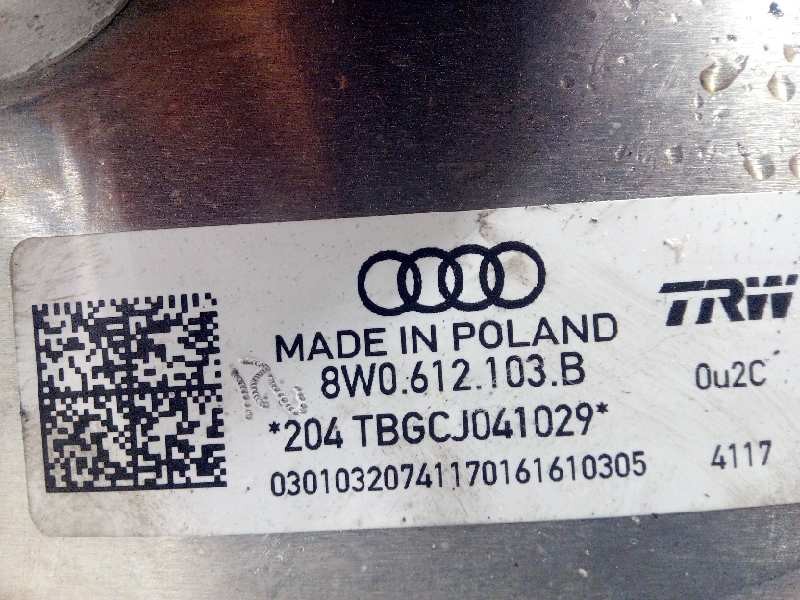 TRW
MADE IN POLAND
8W0.612.103.B
0u2C
*204 TBGCJ041029*
03010320741170161610305
4117